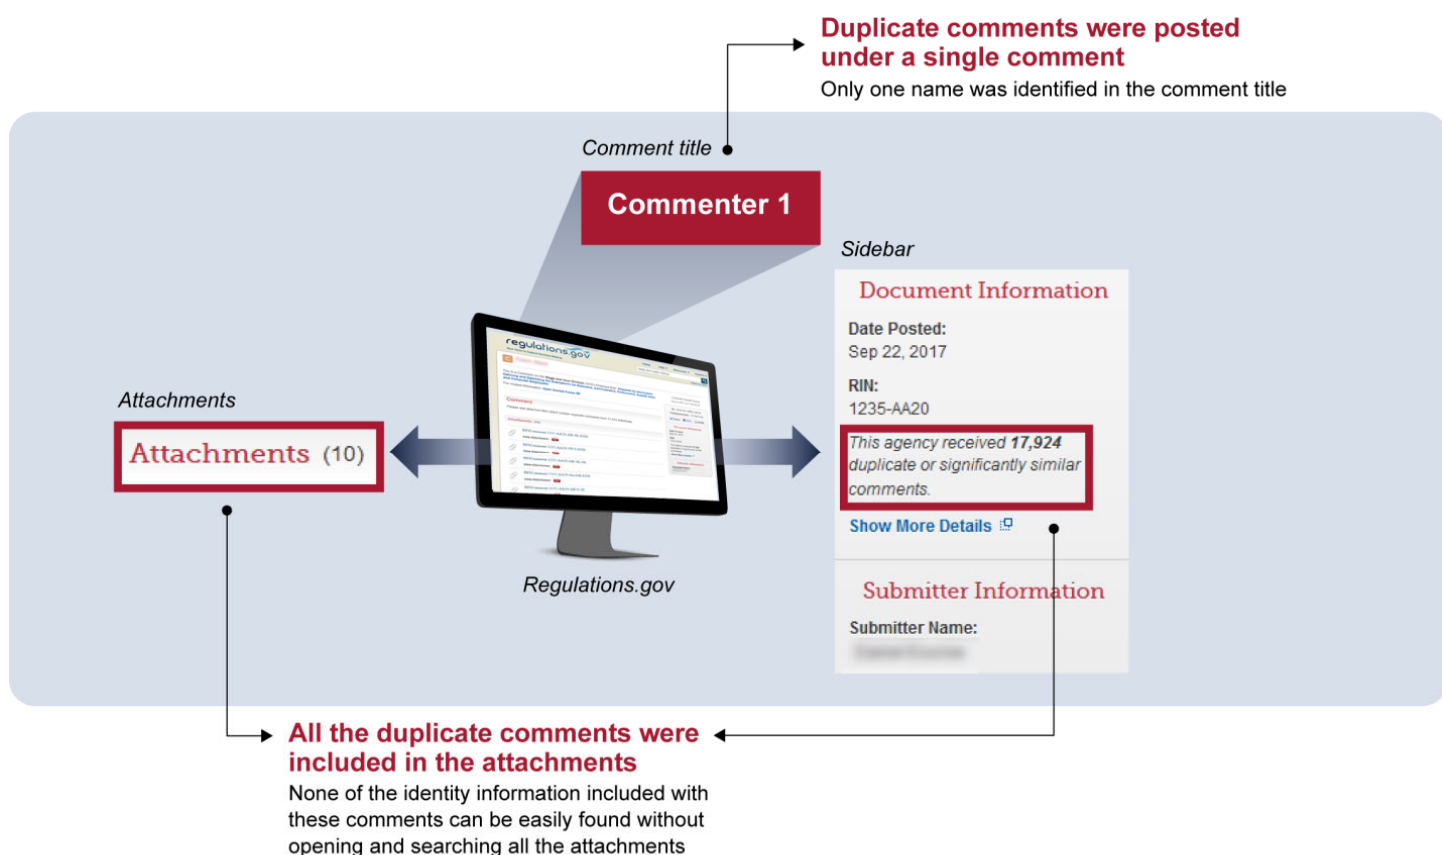 Duplicate comments were posted
under a single comment
Only one name was identified in the comment title
Comment title
Commenter 1
Sidebar
Document Information
Date Posted:
Sep 22, 2017
RIN:
1235-AA20
This agency received 17,924
duplicate or significantly similar
comments.
Show More Details
Submitter Information
Submitter Name:
Attachments
Attachments (10)
regulations.gov
Comment
Regulations.gov
All the duplicate comments were
included in the attachments
None of the identity information included with
these comments can be easily found without
opening and searching all the attachments